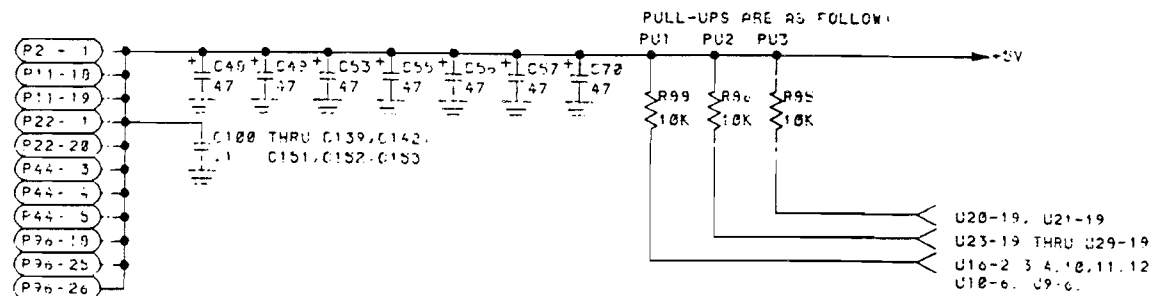 PULL-UPS ARE AS FOLLOW:
PU1 PU2 PU3
P2 - 1
P11-18
P11-19
P22- 1
P22-20
P44- 3
P44- 4
P44- 5
P96-18
P96-25
P96-26
+ C48 47
+ C49 47
+ C53 47
+ C55 47
+ C56 47
+ C57 47
+ C70 47
+5V
R99 10K
R96 10K
R95 10K
C100 THRU C139,C142,
.1 C151,C152,C153
U20-19, U21-19
U23-19 THRU U29-19
U16-2 3 4,10,11,12
U10-6, U9-6,